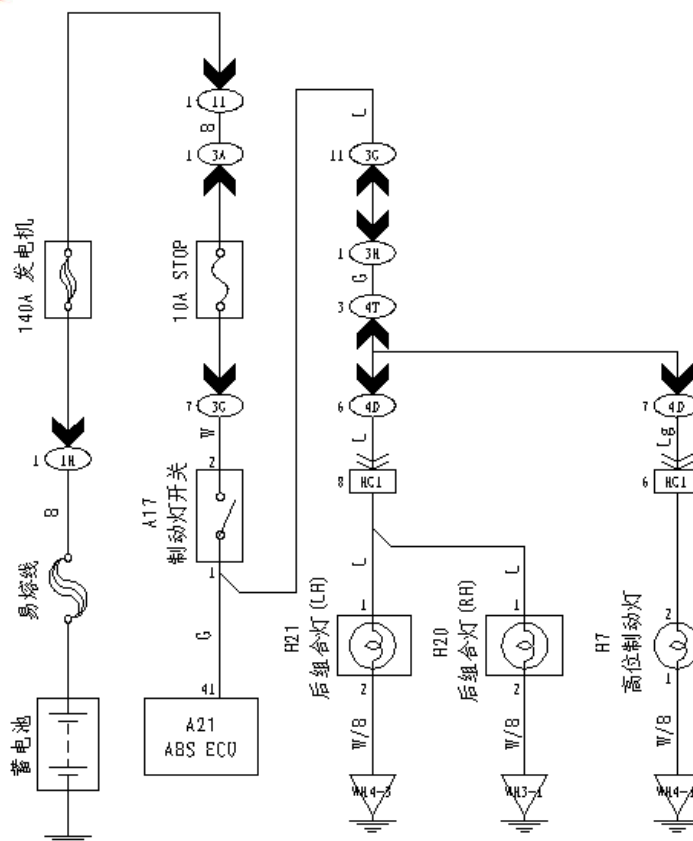 140A 发电机
1
1H
B
易熔线
蓄电池
1
11
B
1
3A
10A STOP
7
3G
W
2
A17
制动灯开关
1
G
41
A21
ABS ECU
L
11
3G
1
3H
G
3
4T
6
4D
L
8
HC1
L
1
H21
后组合灯(LH)
2
W/B
WH4-3
L
1
H20
后组合灯(RH)
2
W/B
WH3-1
7
4D
Lg
6
HC1
2
H7
高位制动灯
1
W/B